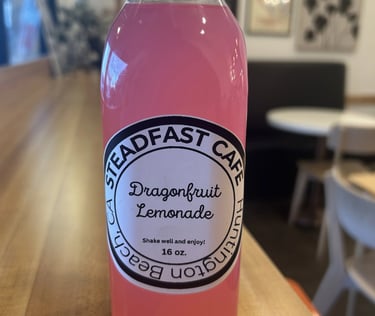 STEADFAST CAFE
Dragonfruit
Lemonade
Shake well and enjoy!
16 oz.
Huntington Beach, CA